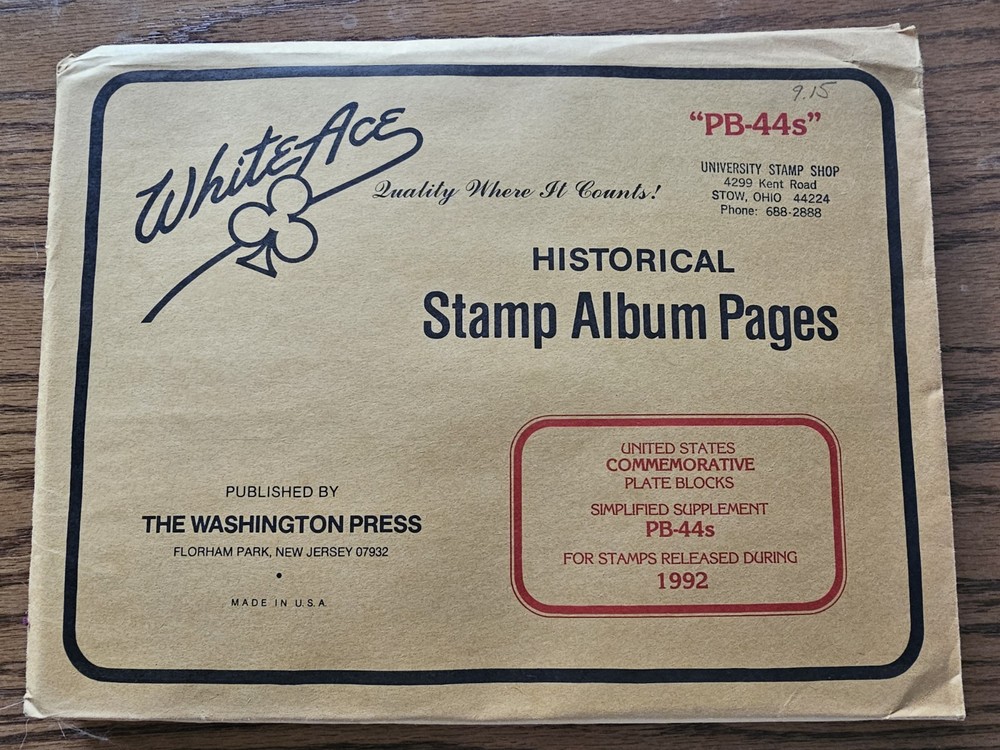 9.15
"PB-44s"
WhiteAce
Quality Where It Counts!
UNIVERSITY STAMP SHOP
4299 Kent Road
STOW, OHIO 44224
Phone: 688-2888
HISTORICAL
Stamp Album Pages
UNITED STATES
COMMEMORATIVE
PLATE BLOCKS
SIMPLIFIED SUPPLEMENT
PB-44s
FOR STAMPS RELEASED DURING
1992
PUBLISHED BY
THE WASHINGTON PRESS
FLORHAM PARK, NEW JERSEY 07932
•
MADE IN U.S.A.